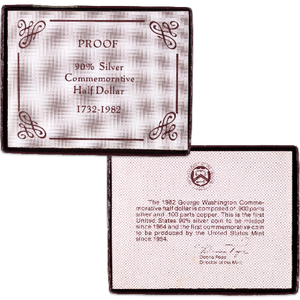 PROOF
90% Silver
Commemorative
Half Dollar
1732-1982
The 1982 George Washington Comme-
morative half dollar is composed of .900 parts
silver and .100 parts copper. This is the first
United States 90% silver coin to be minted
since 1964 and the first commemorative coin
to be produced by the United States Mint
since 1954.
Donna Pope
Director of the Mint